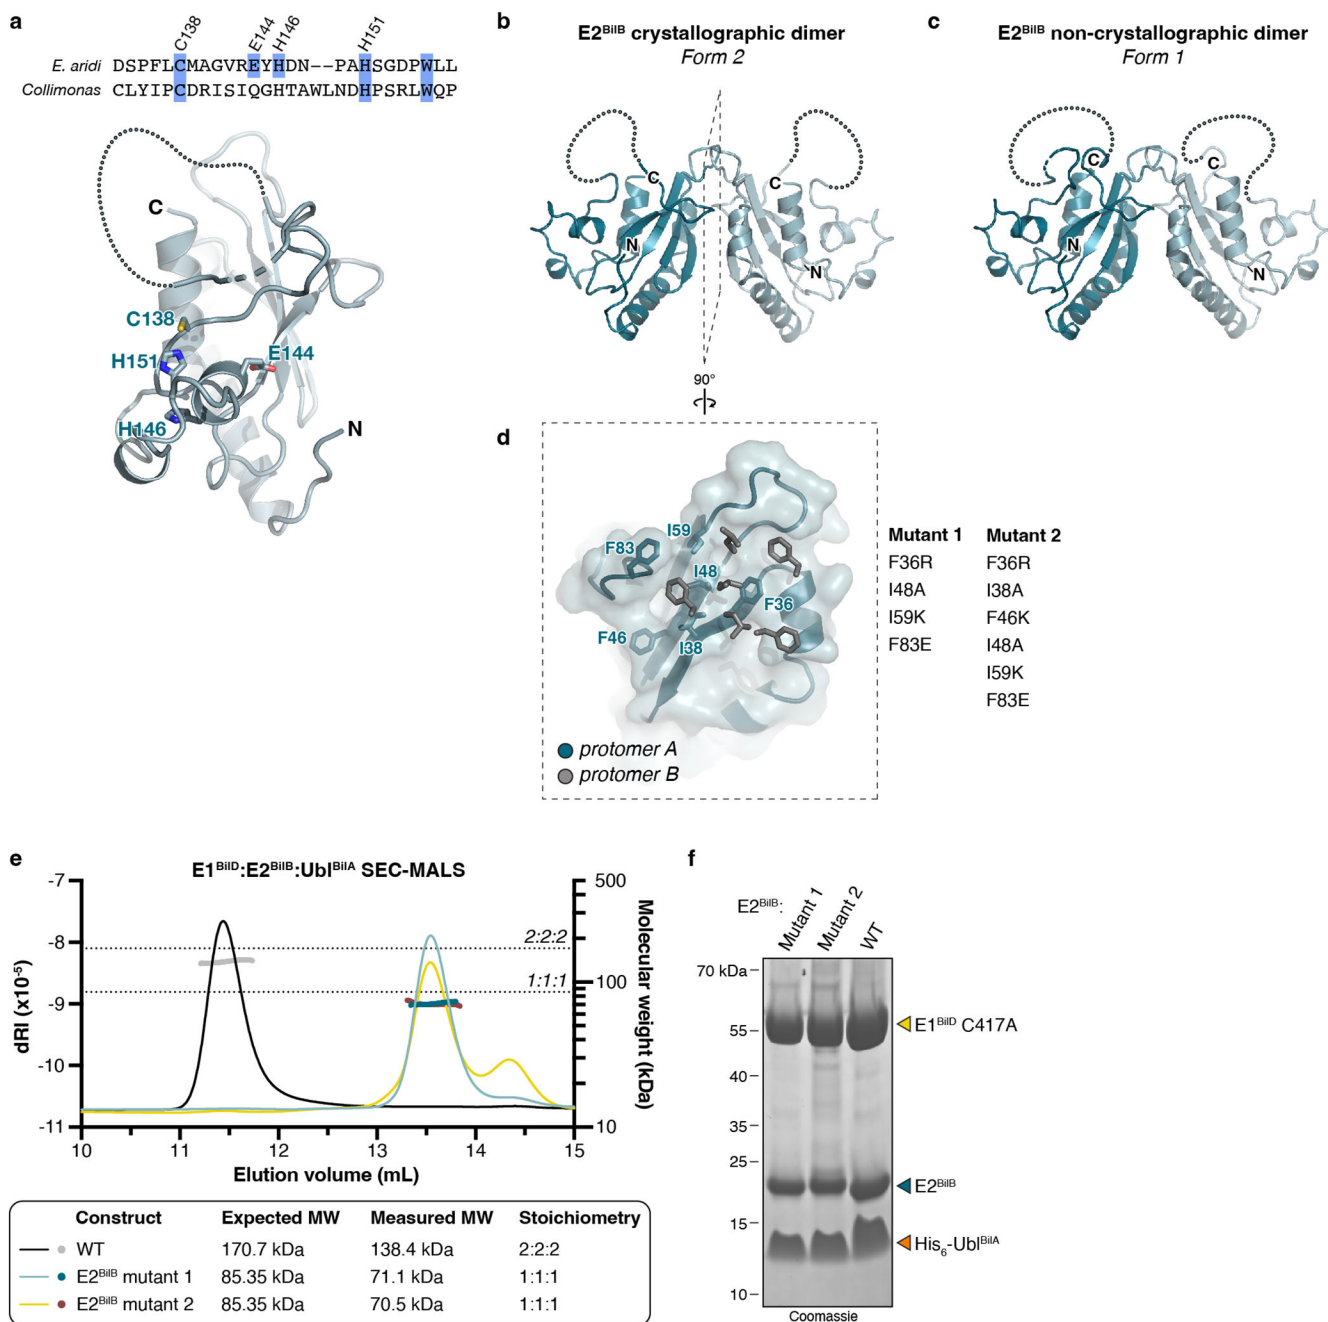 a
C138
E144
H146
H151
E. aridi DSPFLCMAGVREYHDN--PAHSGDPWLL
Collimonas CLYIPCDRISIQGHTAWLNDHPSRLWQP
C
C138
H151
E144
H146
N
b
E2BilB crystallographic dimer
Form 2
C
C
N
N
90°
c
E2BilB non-crystallographic dimer
Form 1
C
C
N
N
d
I59
F83
I48
F36
F46
I38
protomer A
protomer B
Mutant 1 Mutant 2
F36R F36R
I48A I38A
I59K F46K
F83E I48A
I59K
F83E
e
E1BilD:E2BilB:UblBilA SEC-MALS
-7
-8
-9
-10
-11
dRI (x10-5)
500
100
10
Molecular weight (kDa)
2:2:2
1:1:1
10 11 12 13 14 15
Elution volume (mL)
Construct Expected MW Measured MW Stoichiometry
WT 170.7 kDa 138.4 kDa 2:2:2
E2BilB mutant 1 85.35 kDa 71.1 kDa 1:1:1
E2BilB mutant 2 85.35 kDa 70.5 kDa 1:1:1
f
E2BilB:
Mutant 1
Mutant 2
WT
70 kDa
55
40
35
25
15
10
E1BilD C417A
E2BilB
His6-UblBilA
Coomassie